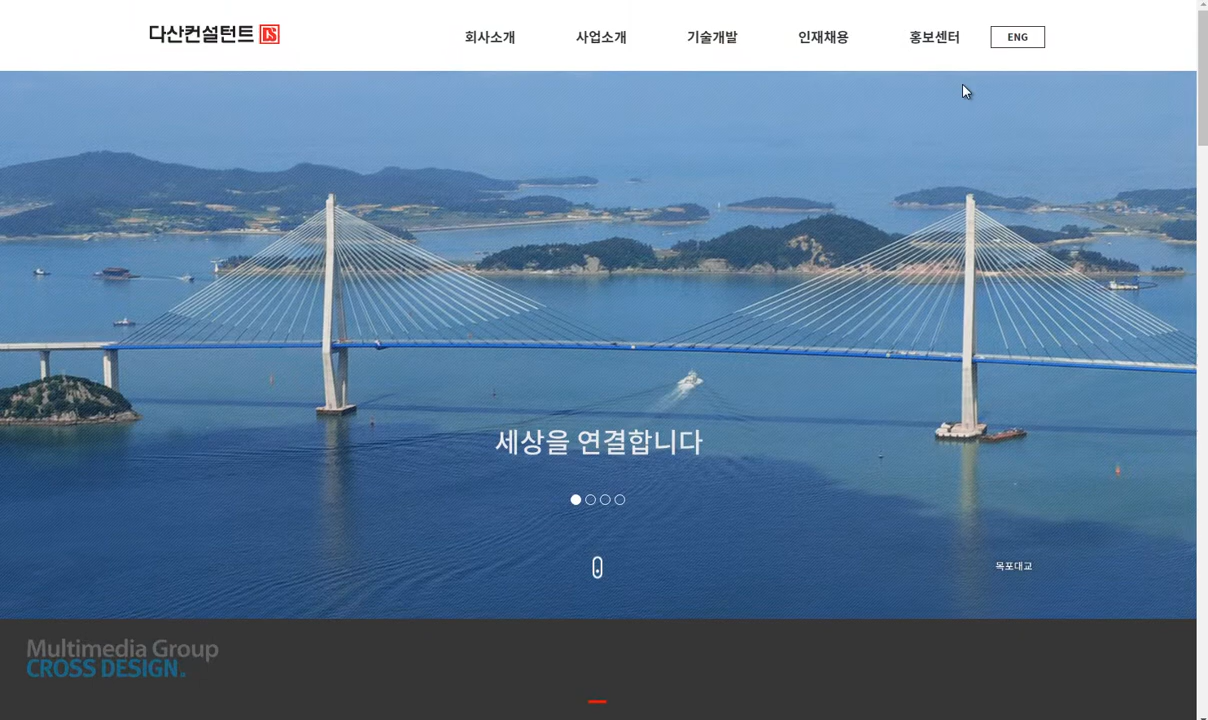 다산컨설턴트 DS
회사소개
사업소개
기술개발
인재채용
홍보센터
ENG
세상을 연결합니다
목포대교
Multimedia Group
CROSS DESIGN.